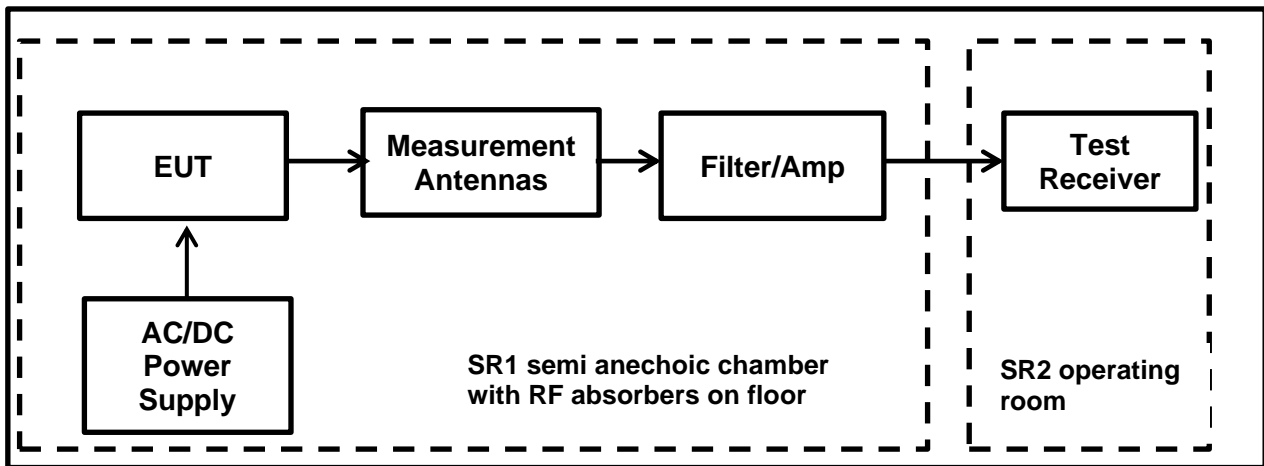 EUT
Measurement
Antennas
Filter/Amp
Test
Receiver
AC/DC
Power
Supply
SR1 semi anechoic chamber
with RF absorbers on floor
SR2 operating
room